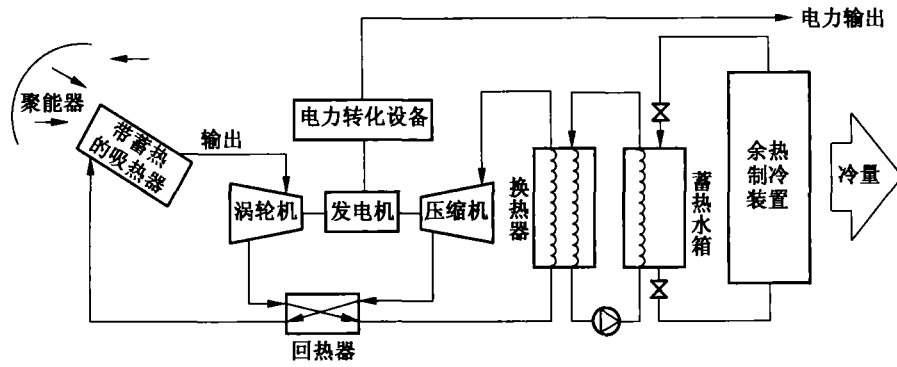 电力输出
聚能器
带蓄热
的吸热器
输出
电力转化设备
涡轮机
发电机
压缩机
换热器
蓄热水箱
余热
制冷
装置
冷量
回热器